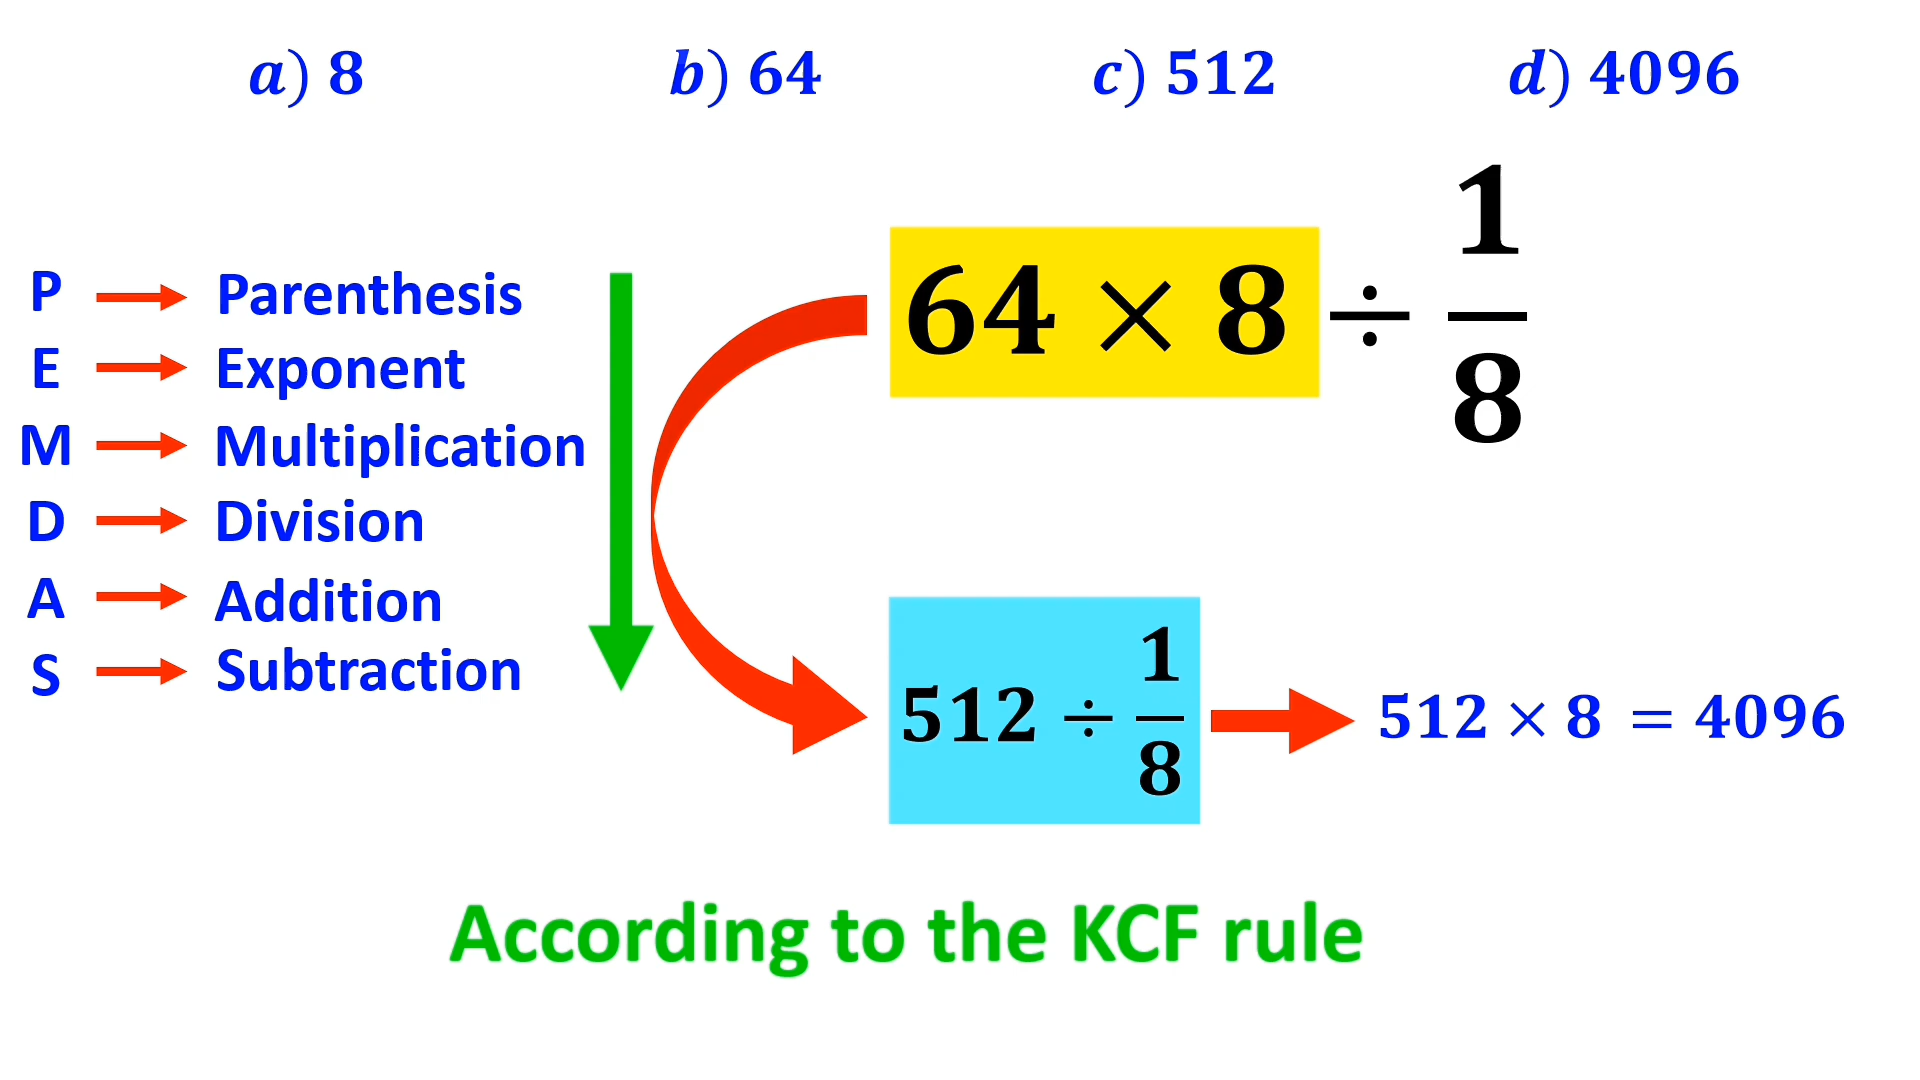 a) 8 b) 64 c) 512 d) 4096
64 × 8 ÷ 1/8
P → Parenthesis
E → Exponent
M → Multiplication
D → Division
A → Addition
S → Subtraction
512 ÷ 1/8 → 512 × 8 = 4096
According to the KCF rule